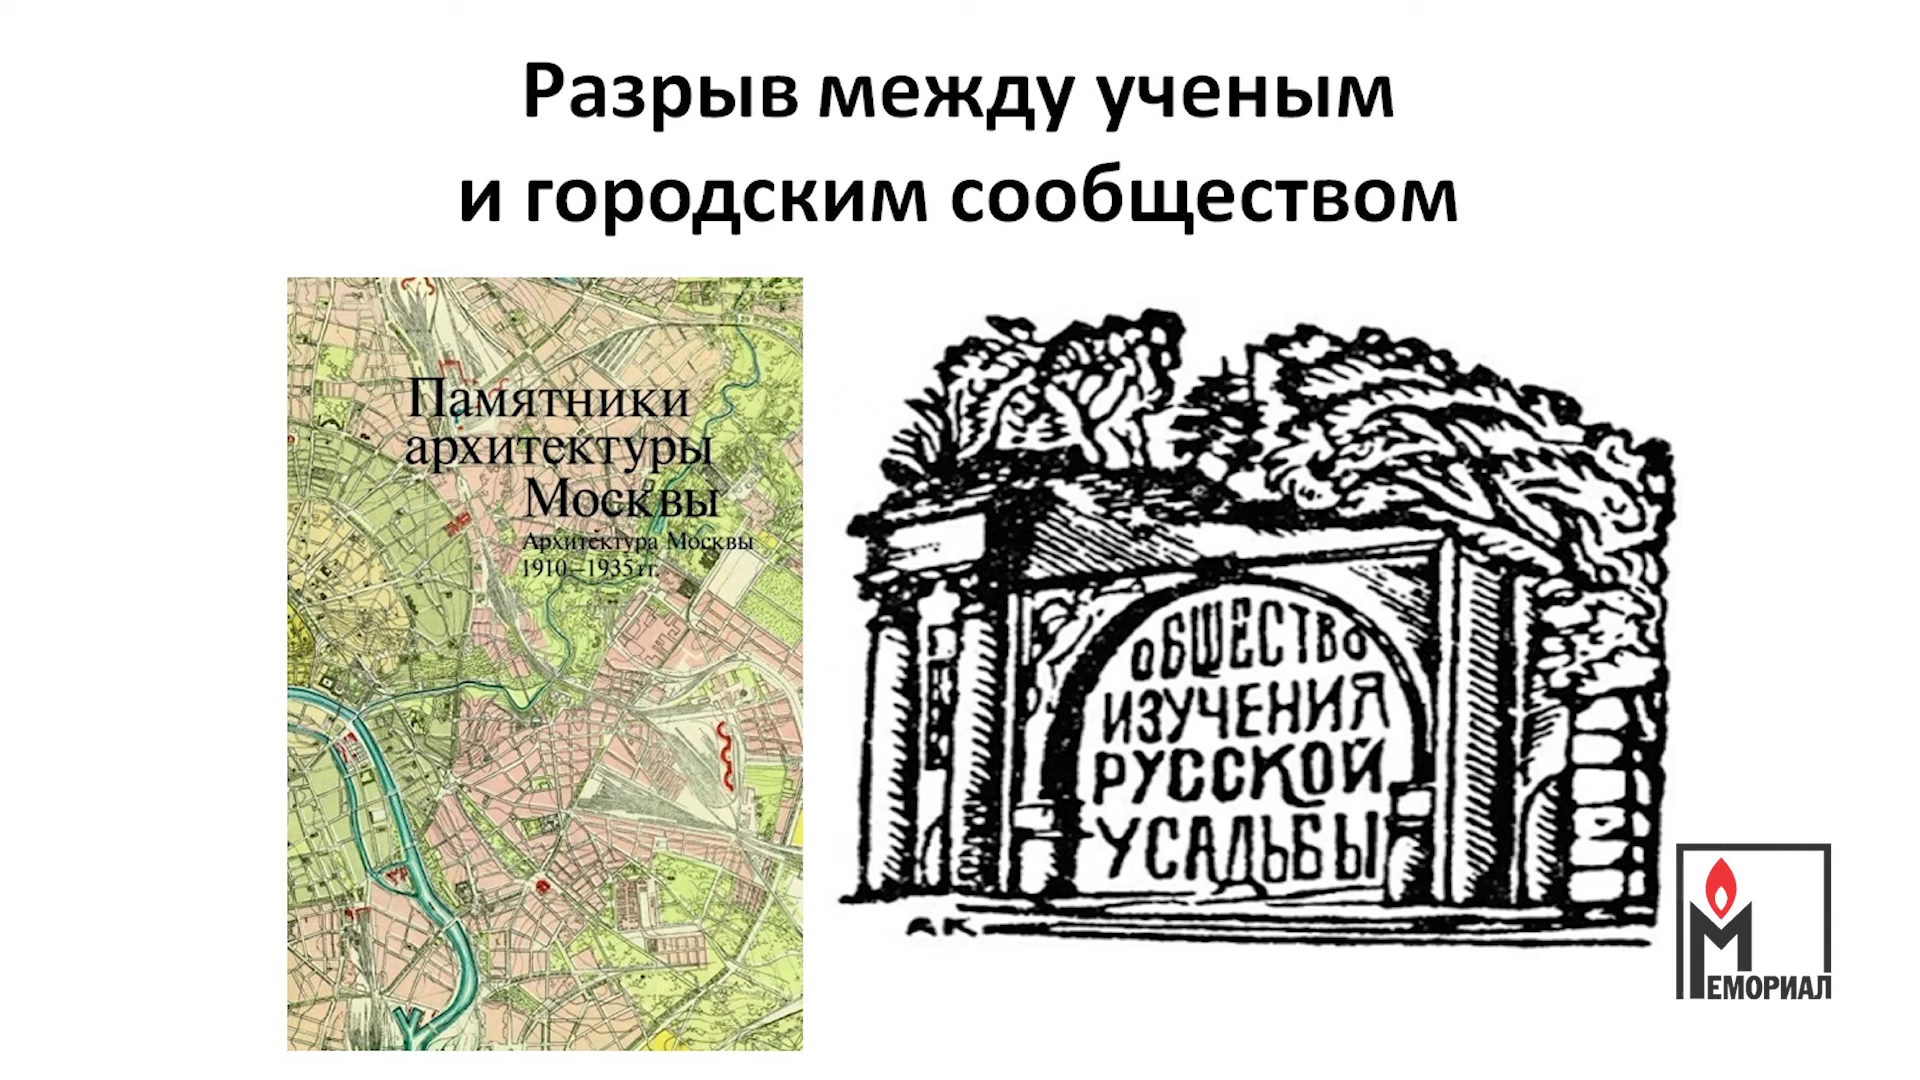 Разрыв между ученым
и городским сообществом
Памятники
архитектуры
Москвы
Архитектура Москвы
1910–1935 гг.
ОБЩЕСТВО
ИЗУЧЕНИЯ
РУССКОЙ
УСАДЬБЫ
АК
МЕМОРИАЛ